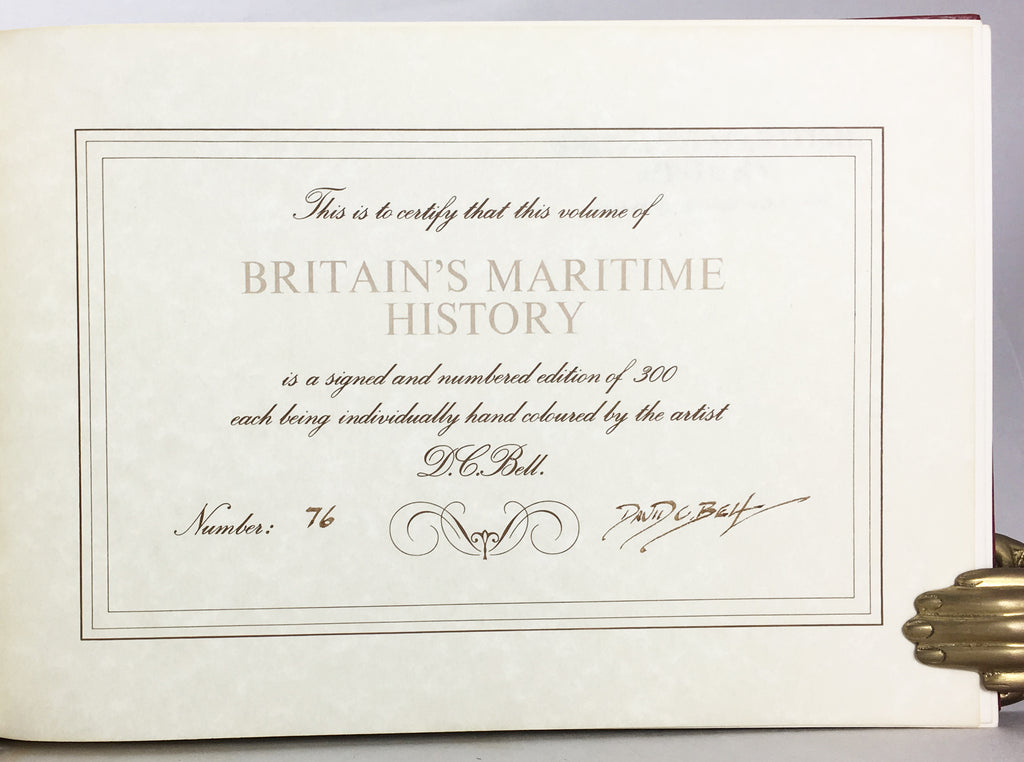 This is to certify that this volume of
BRITAIN'S MARITIME
HISTORY
is a signed and numbered edition of 300
each being individually hand coloured by the artist
D.C.Bell.
Number: 76 DAVID C. BELL